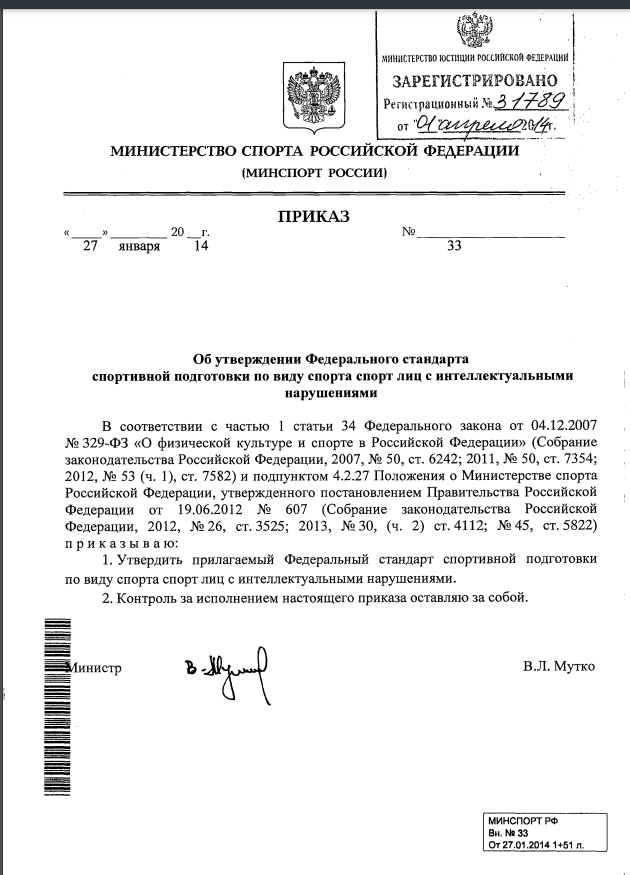 МИНИСТЕРСТВО ЮСТИЦИИ РОССИЙСКОЙ ФЕДЕРАЦИИ
ЗАРЕГИСТРИРОВАНО
Регистрационный № 31789
от "01" апреля 2014г.
МИНИСТЕРСТВО СПОРТА РОССИЙСКОЙ ФЕДЕРАЦИИ
(МИНСПОРТ РОССИИ)
ПРИКАЗ
«____» ________ 20 __г. № ____________________
27 января 14 33
Об утверждении Федерального стандарта
спортивной подготовки по виду спорта спорт лиц с интеллектуальными
нарушениями
В соответствии с частью 1 статьи 34 Федерального закона от 04.12.2007
№ 329-ФЗ «О физической культуре и спорте в Российской Федерации» (Собрание
законодательства Российской Федерации, 2007, № 50, ст. 6242; 2011, № 50, ст. 7354;
2012, № 53 (ч. 1), ст. 7582) и подпунктом 4.2.27 Положения о Министерстве спорта
Российской Федерации, утвержденного постановлением Правительства Российской
Федерации от 19.06.2012 № 607 (Собрание законодательства Российской
Федерации, 2012, № 26, ст. 3525; 2013, № 30, (ч. 2) ст. 4112; № 45, ст. 5822)
п р и к а з ы в а ю:
1. Утвердить прилагаемый Федеральный стандарт спортивной подготовки
по виду спорта спорт лиц с интеллектуальными нарушениями.
2. Контроль за исполнением настоящего приказа оставляю за собой.
Министр В.Л. Мутко
МИНСПОРТ РФ
Вн. № 33
От 27.01.2014 1+51 л.